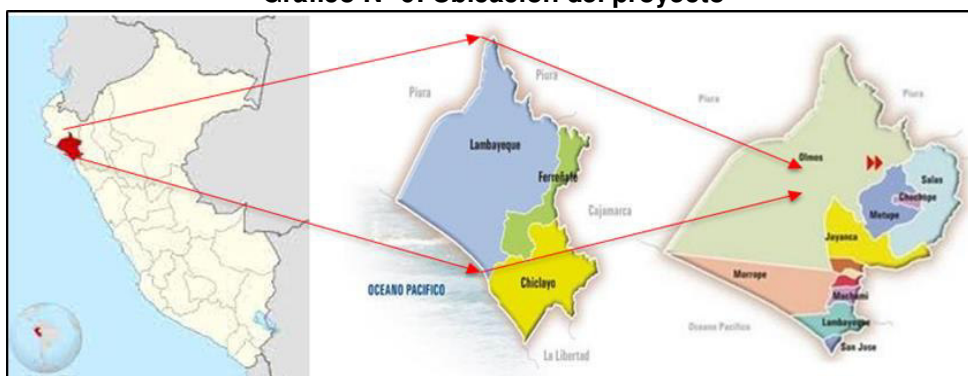 Gráfico N° 9: Ubicación del proyecto
Piura
Piura
Lambayeque
Ferreñafe
Cajamarca
OCEANO PACIFICO
Chiclayo
La Libertad
Piura
Piura
Olmos
Salas
Chochope
Motupe
Jayanca
Morrope
Mochumi
Oceano Pacifico
Lambayeque
San Jose